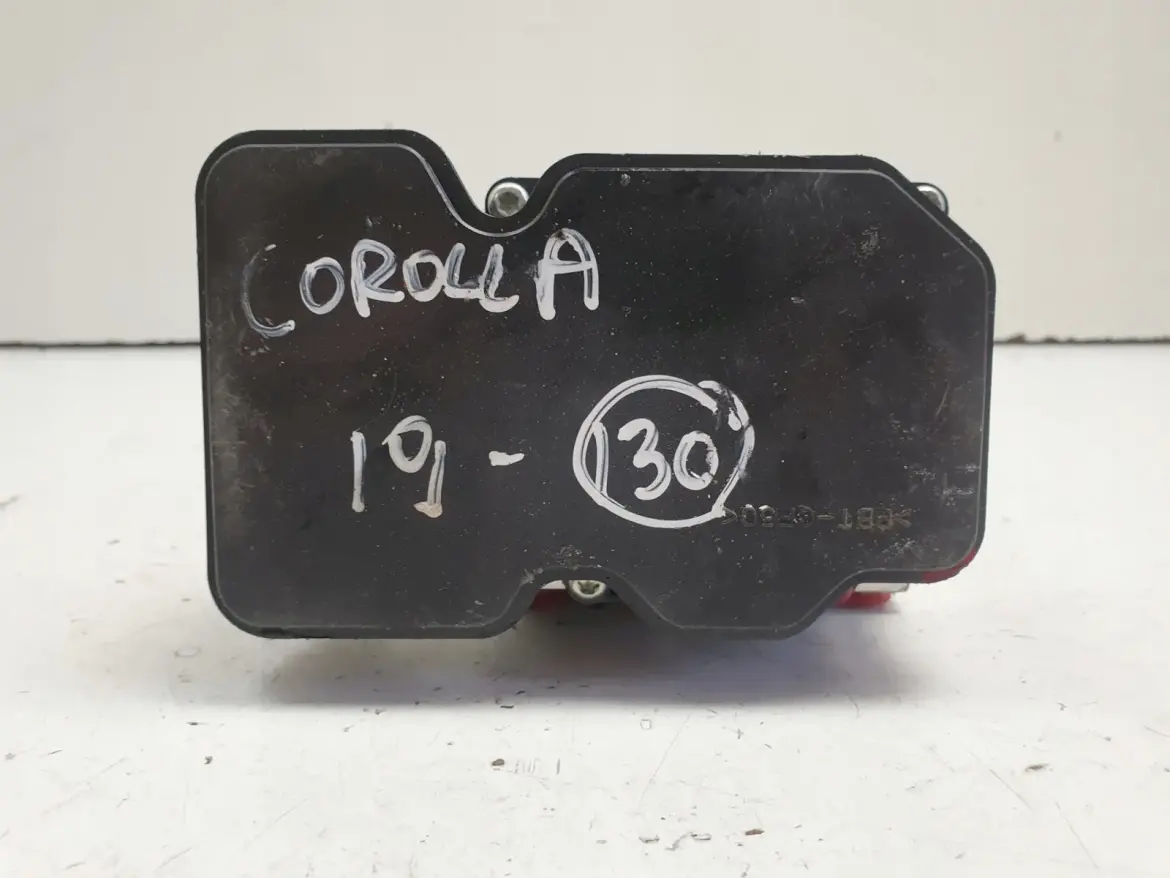 COROLLA
19 - 130
>PBT-GF30<